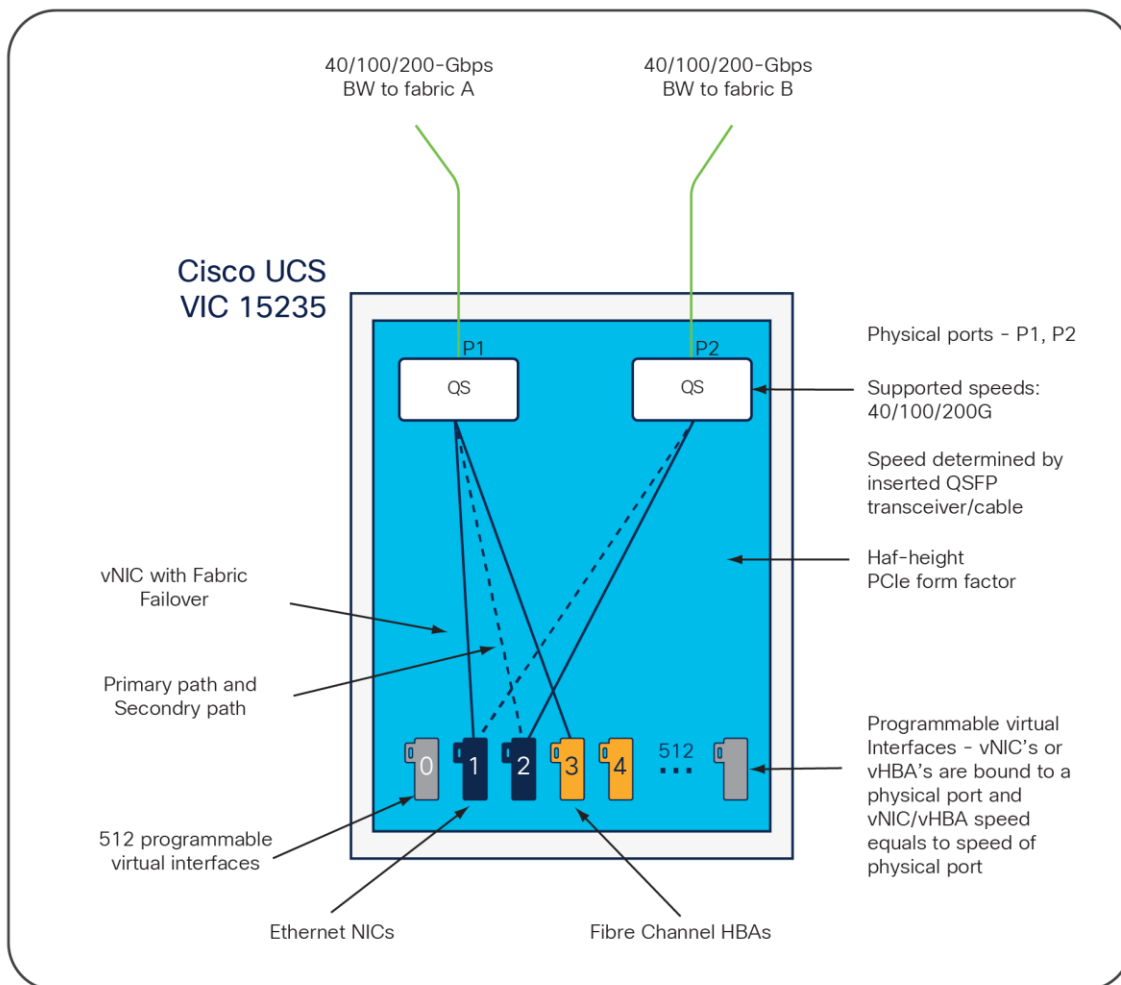 40/100/200-Gbps
BW to fabric A
40/100/200-Gbps
BW to fabric B
Cisco UCS
VIC 15235
P1
QS
P2
QS
Physical ports - P1, P2
Supported speeds:
40/100/200G
Speed determined by
inserted QSFP
transceiver/cable
Haf-height
PCIe form factor
vNIC with Fabric
Failover
Primary path and
Secondry path
0
1
2
3
4
512
...
Programmable virtual
Interfaces - vNIC's or
vHBA's are bound to a
physical port and
vNIC/vHBA speed
equals to speed of
physical port
512 programmable
virtual interfaces
Ethernet NICs
Fibre Channel HBAs